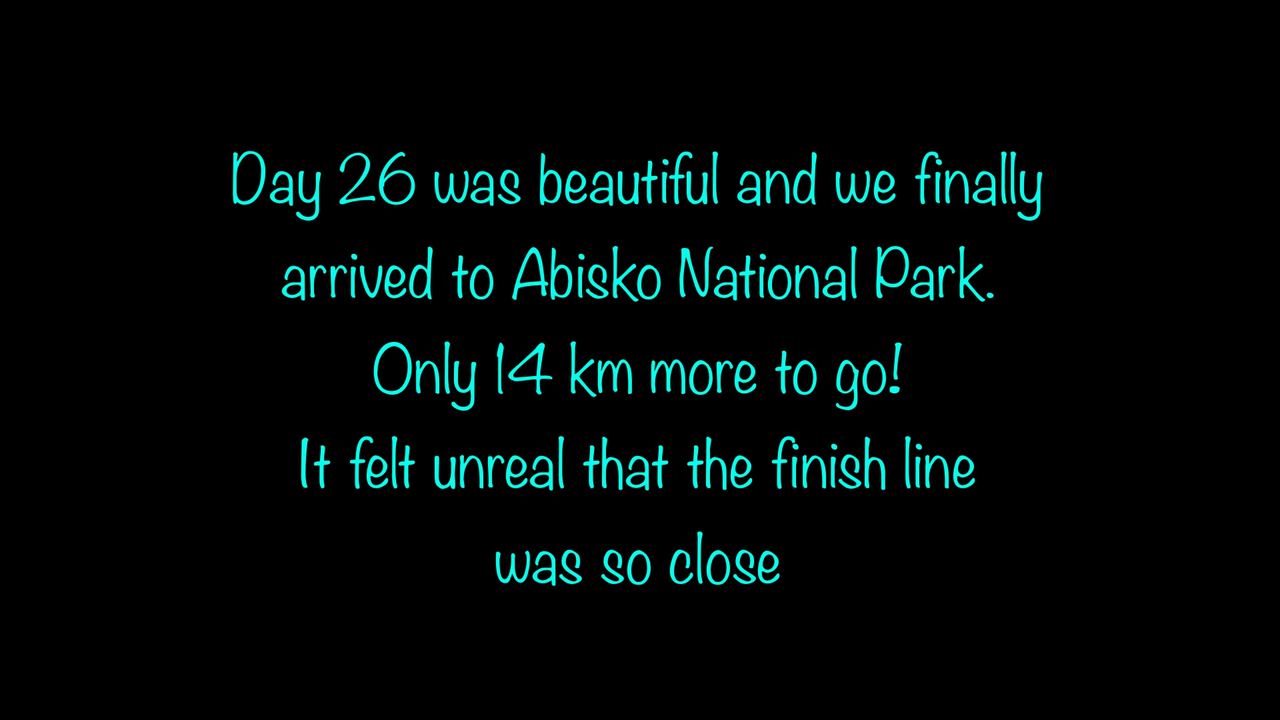 Day 26 was beautiful and we finally
arrived to Abisko National Park.
Only 14 km more to go!
It felt unreal that the finish line
was so close